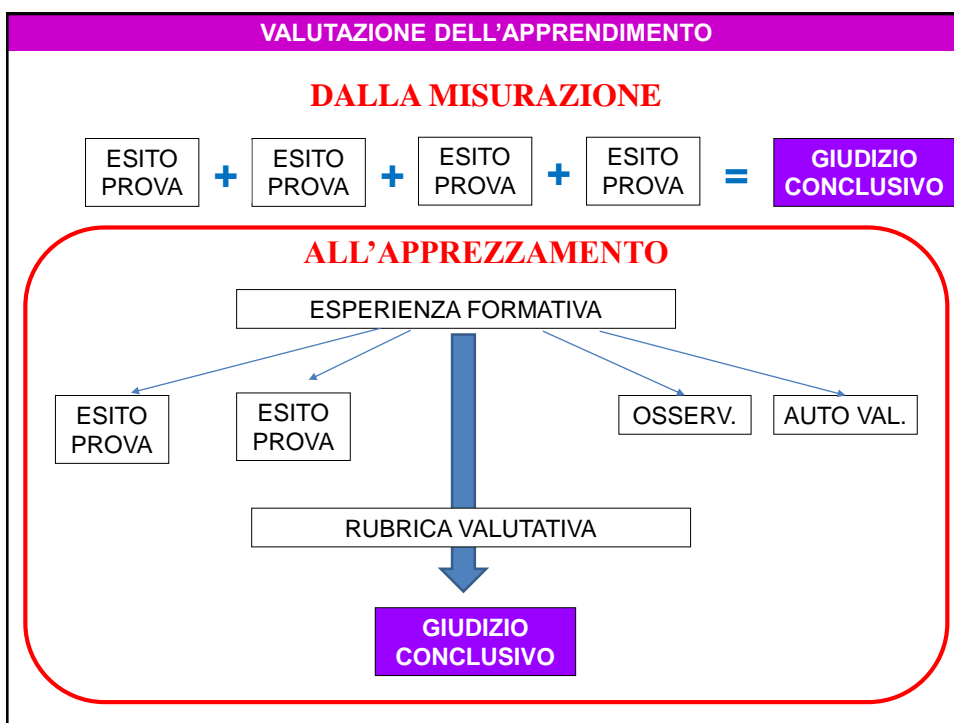 VALUTAZIONE DELL’APPRENDIMENTO
DALLA MISURAZIONE
ESITO
PROVA
+
ESITO
PROVA
+
ESITO
PROVA
+
ESITO
PROVA
=
GIUDIZIO
CONCLUSIVO
ALL’APPREZZAMENTO
ESPERIENZA FORMATIVA
ESITO
PROVA
ESITO
PROVA
OSSERV.
AUTO VAL.
RUBRICA VALUTATIVA
GIUDIZIO
CONCLUSIVO